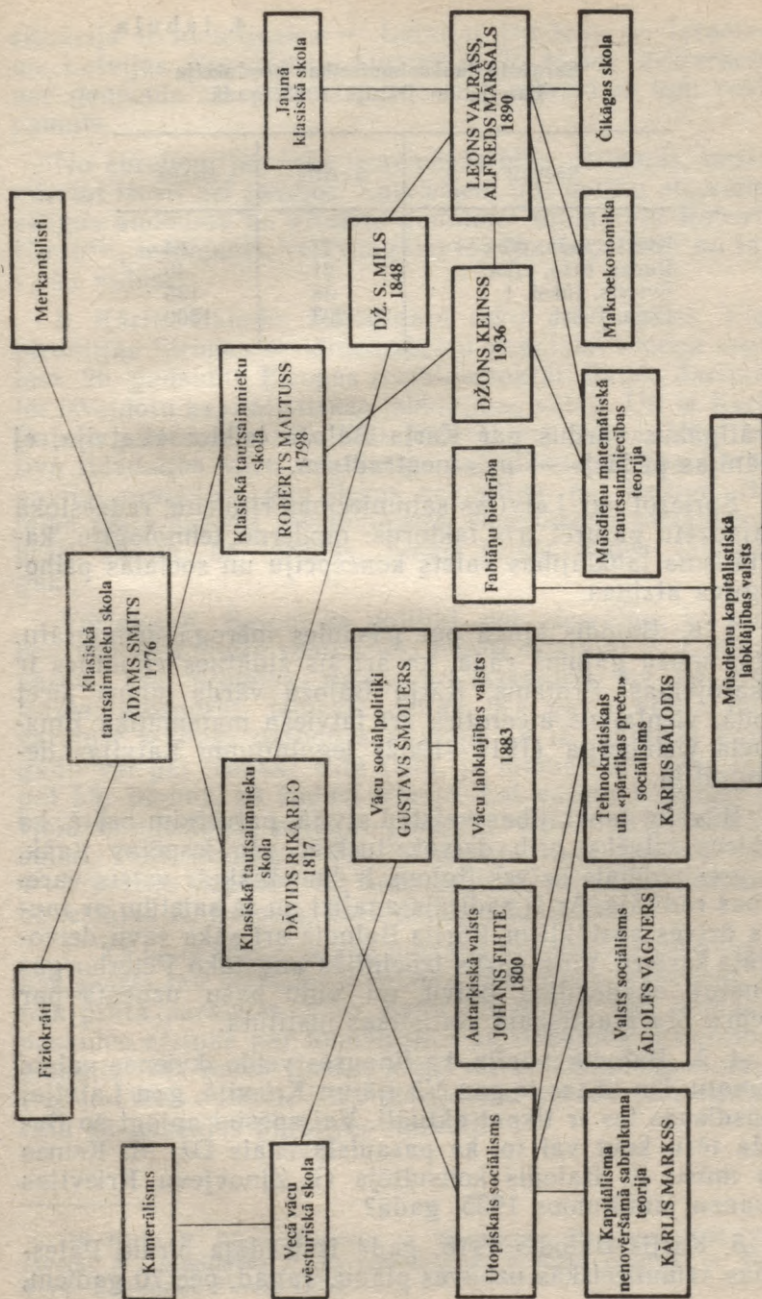 Merkantilisti
Fiziokrāti
Kamerālisms
Klasiskā
tautsaimnieku skola
ĀDAMS SMITS
1776
Jaunā
klasiskā skola
Vecā vācu
vēsturiskā skola
Klasiskā tautsaimnieku
skola
DĀVIDS RIKARDO
1817
Klasiskā tautsaimnieku
skola
ROBERTS MALTUSS
1798
DŽ. S. MILS
1848
LEONS VALRASS,
ALFREDS MĀRŠALS
1890
Vācu sociālpolitiķi
GUSTAVS ŠMOLERS
Utopiskais sociālisms
Autarķiskā valsts
JOHANS FIHTE
1800
Vācu labklājības valsts
1883
Fabiāņu biedrība
DŽONS KEINSS
1936
Kapitālisma
nenovēršamā sabrukuma
teorija
KĀRLIS MARKSS
Valsts sociālisms
ĀDOLFS VĀGNERS
Tehnokrātiskais
un «pārtikas preču»
sociālisms
KĀRLIS BALODIS
Mūsdienu matemātiskā
tautsaimniecības
teorija
Makroekonomika
Čikāgas skola
Mūsdienu kapitālistiskā
labklājības valsts